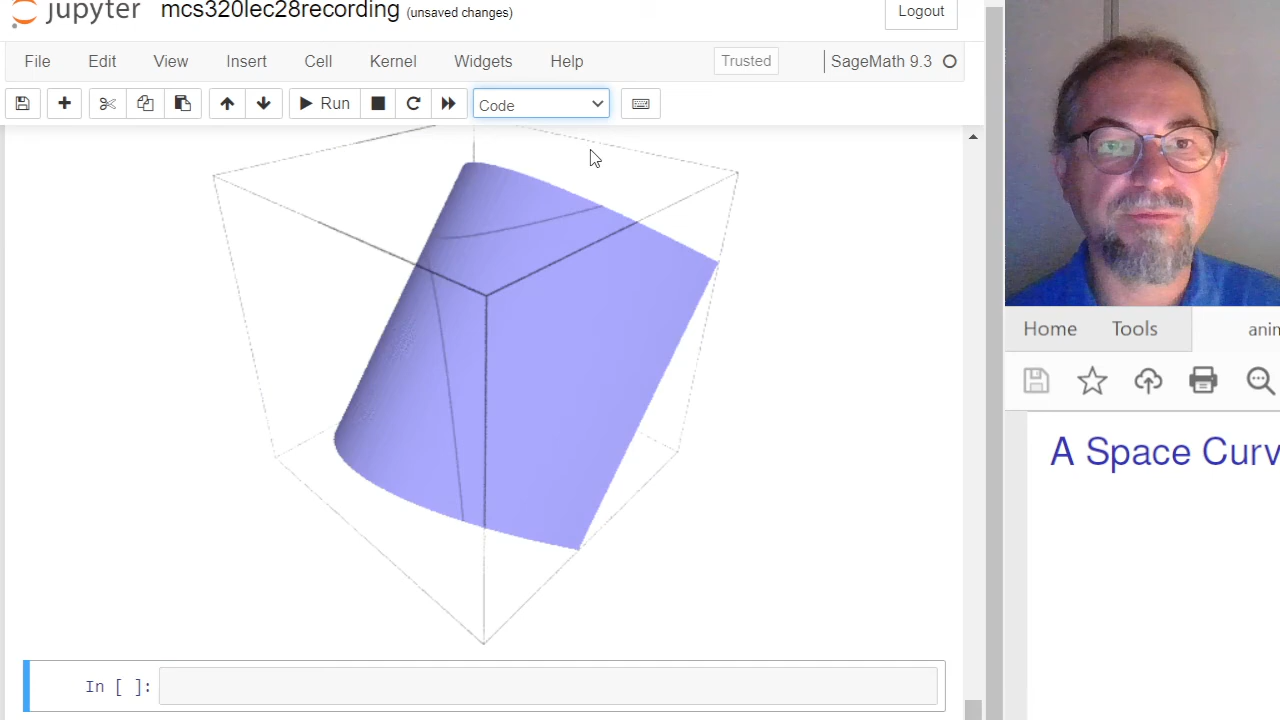 jupyter mcs320lec28recording (unsaved changes) Logout
File Edit View Insert Cell Kernel Widgets Help Trusted SageMath 9.3
Run Code
In [ ]:
Home Tools anim
A Space Curv